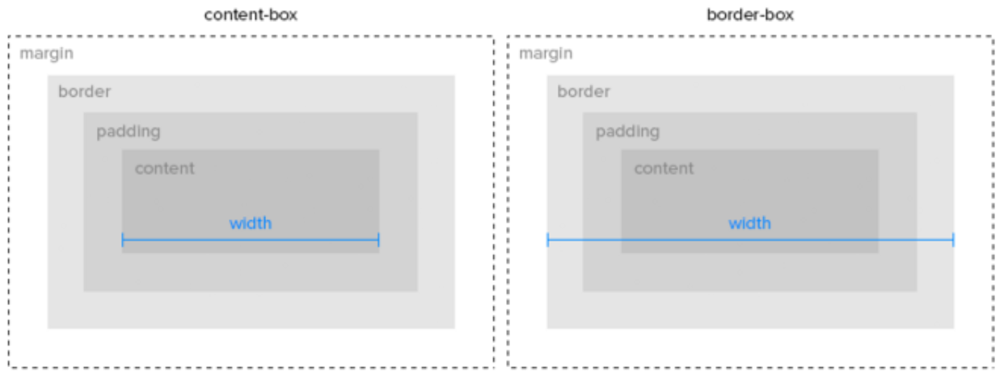 content-box
margin
border
padding
content
width
border-box
margin
border
padding
content
width